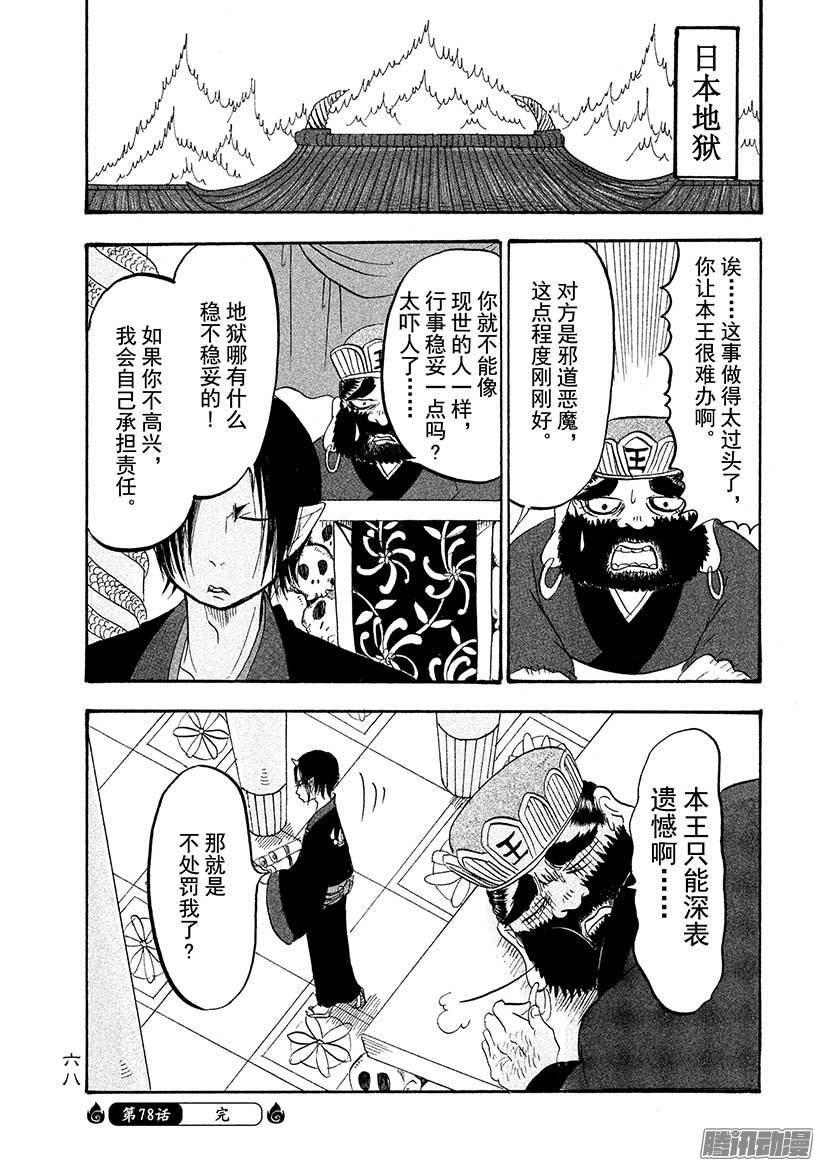 日本地狱
诶……这事做得太过头了，
你让本王很难办啊。
对方是邪道恶魔，
这点程度刚刚好。
你就不能像
现世的人一样，
行事稳妥一点吗？
太吓人了……
地狱哪有什么
稳不稳妥的！
如果你不高兴，
我会自己承担责任。
王
王
本王只能深表
遗憾啊……
那就是
不处罚我了？
六八
第78话 完
腾讯动漫